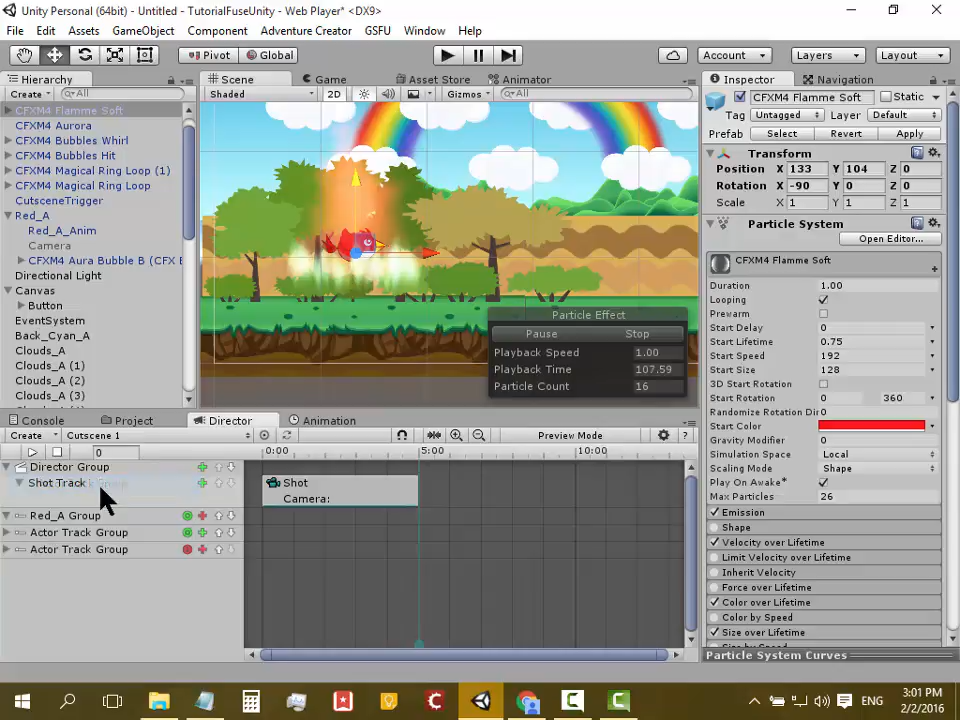 Unity Personal (64bit) - Untitled - TutorialFuseUnity - Web Player* <DX9>
File Edit Assets GameObject Component Adventure Creator GSFU Window Help
Pivot Global Account Layers Layout
Hierarchy Scene Game Asset Store Animator Inspector Navigation
Create All Shaded 2D Gizmos All CFXM4 Flamme Soft Static
CFXM4 Flamme Soft
CFXM4 Aurora
CFXM4 Bubbles Whirl
CFXM4 Bubbles Hit
CFXM4 Magical Ring Loop (1)
CFXM4 Magical Ring Loop
CutsceneTrigger
Red_A
Red_A_Anim
Camera
CFXM4 Aura Bubble B (CFX E
Directional Light
Canvas
Button
EventSystem
Back_Cyan_A
Clouds_A
Clouds_A (1)
Clouds_A (2)
Clouds_A (3)
Particle Effect
Pause Stop
Playback Speed 1.00
Playback Time 107.59
Particle Count 16
Tag Untagged Layer Default
Prefab Select Revert Apply
Transform
Position X 133 Y 104 Z 0
Rotation X -90 Y 0 Z 0
Scale X 1 Y 1 Z 1
Particle System
Open Editor...
CFXM4 Flamme Soft
Duration 1.00
Looping
Prewarm
Start Delay 0
Start Lifetime 0.75
Start Speed 192
Start Size 128
3D Start Rotation
Start Rotation 0 360
Randomize Rotation Dir 0
Start Color
Gravity Modifier 0
Simulation Space Local
Scaling Mode Shape
Play On Awake*
Max Particles 26
Emission
Shape
Velocity over Lifetime
Limit Velocity over Lifetime
Inherit Velocity
Force over Lifetime
Color over Lifetime
Color by Speed
Size over Lifetime
Particle System Curves
Console Project Director Animation
Create Cutscene 1 Preview Mode ?
0 0:00 5:00 10:00
Director Group
Shot Track Group
Shot
Camera:
Red_A Group
Actor Track Group
Actor Track Group
ENG 3:01 PM
2/2/2016